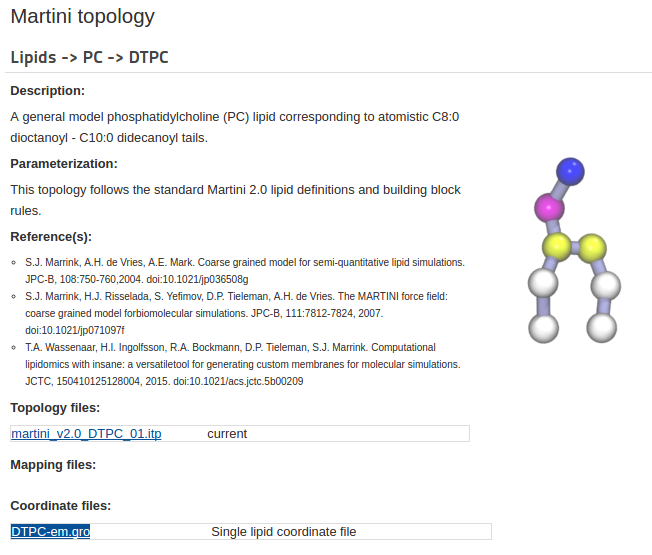 Martini topology
Lipids -> PC -> DTPC
Description:
A general model phosphatidylcholine (PC) lipid corresponding to atomistic C8:0
dioctanoyl - C10:0 didecanoyl tails.
Parameterization:
This topology follows the standard Martini 2.0 lipid definitions and building block
rules.
Reference(s):
S.J. Marrink, A.H. de Vries, A.E. Mark. Coarse grained model for semi-quantitative lipid simulations.
JPC-B, 108:750-760,2004. doi:10.1021/jp036508g
S.J. Marrink, H.J. Risselada, S. Yefimov, D.P. Tieleman, A.H. de Vries. The MARTINI force field:
coarse grained model forbiomolecular simulations. JPC-B, 111:7812-7824, 2007.
doi:10.1021/jp071097f
T.A. Wassenaar, H.I. Ingolfsson, R.A. Bockmann, D.P. Tieleman, S.J. Marrink. Computational
lipidomics with insane: a versatiletool for generating custom membranes for molecular simulations.
JCTC, 150410125128004, 2015. doi:10.1021/acs.jctc.5b00209
Topology files:
martini_v2.0_DTPC_01.itp current
Mapping files:
Coordinate files:
DTPC-em.gro Single lipid coordinate file